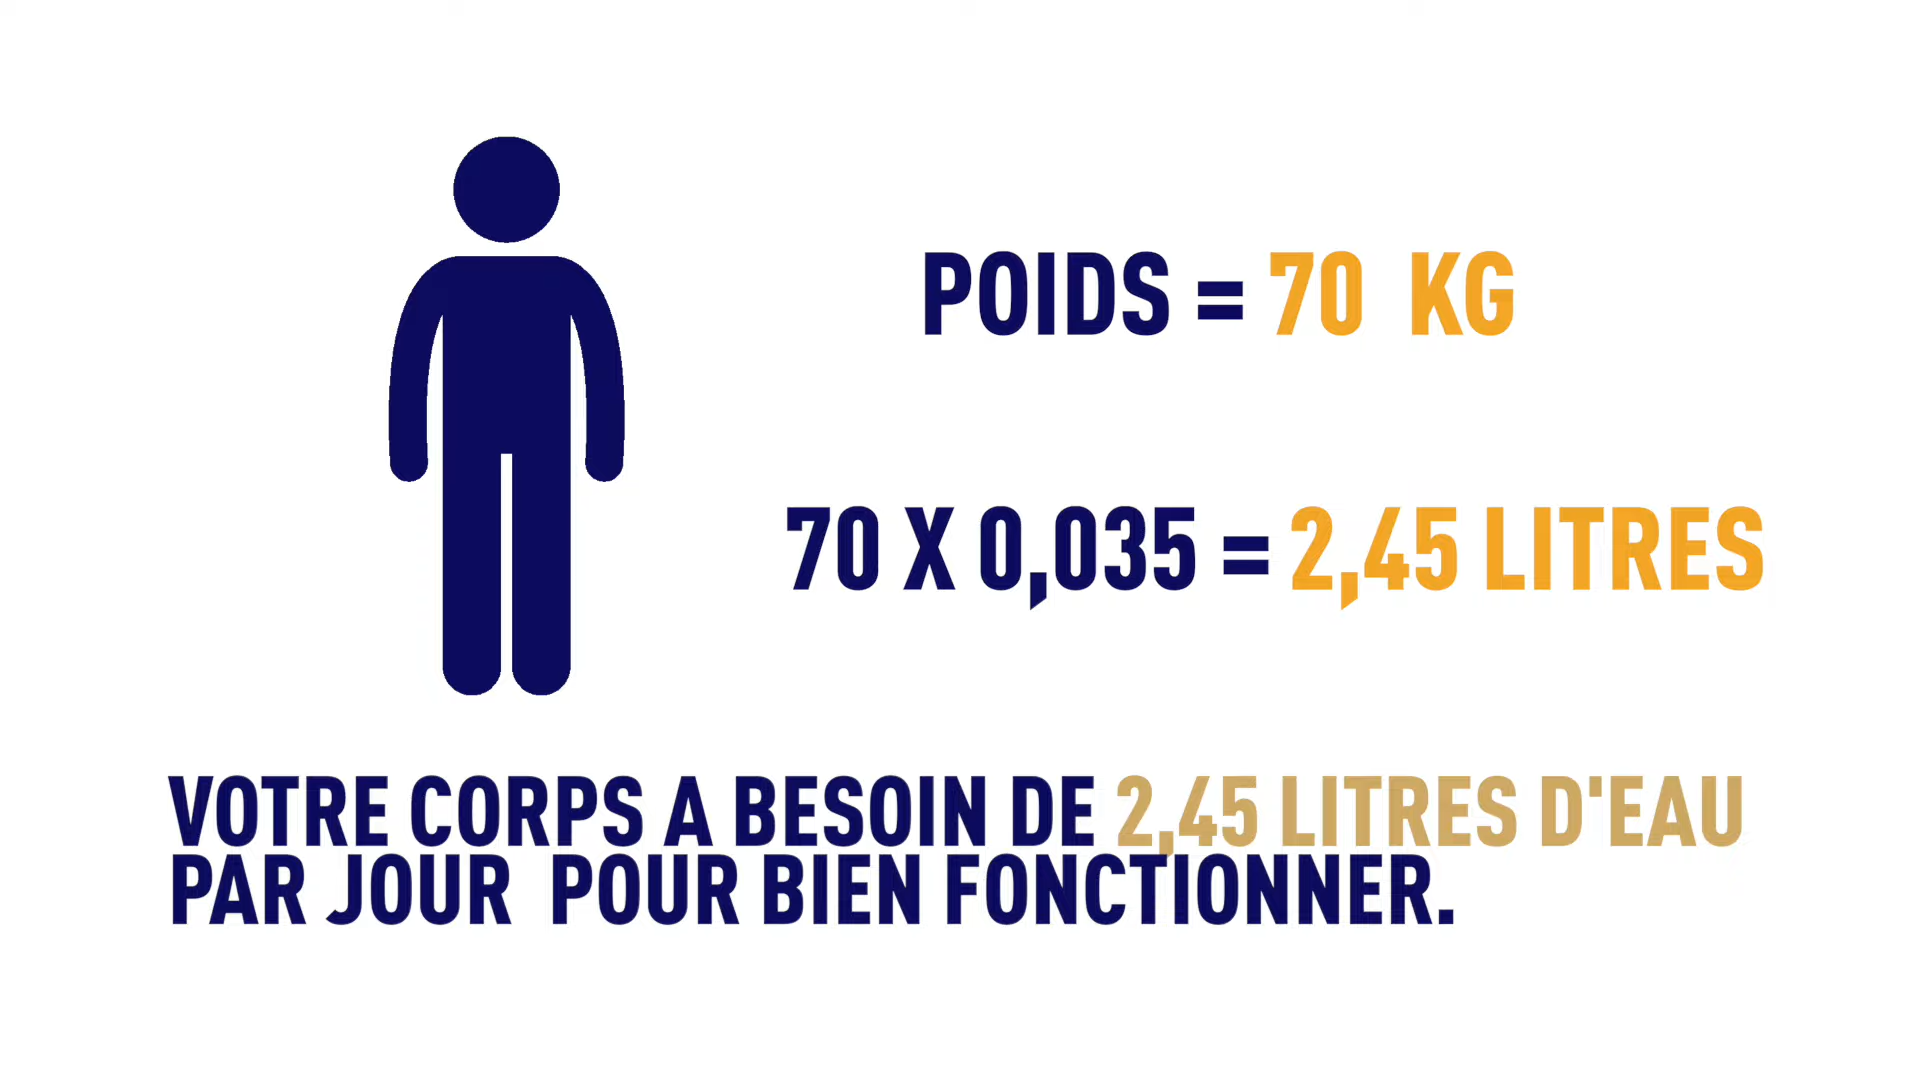 POIDS = 70 KG
70 X 0,035 = 2,45 LITRES
VOTRE CORPS A BESOIN DE 2,45 LITRES D'EAU
PAR JOUR POUR BIEN FONCTIONNER.